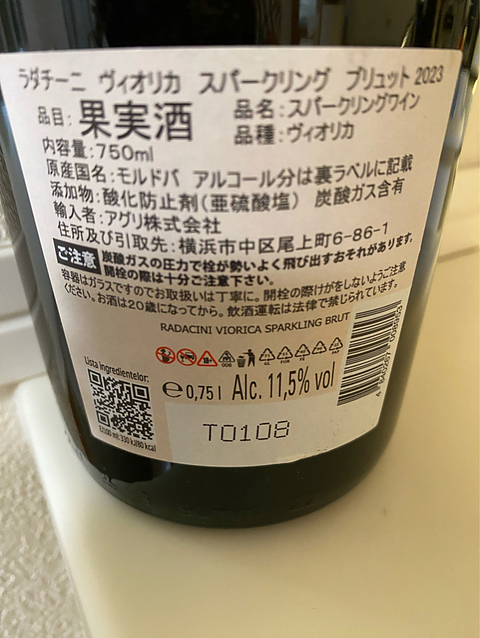 ラダチーニ ヴィオリカ スパークリング ブリュット 2023
品目:果実酒 品名:スパークリングワイン
品種:ヴィオリカ
内容量:750ml
原産国名:モルドバ アルコール分は裏ラベルに記載
添加物:酸化防止剤(亜硫酸塩) 炭酸ガス含有
輸入者:アグリ株式会社
住所及び引取先:横浜市中区尾上町6-86-1
ご注意 炭酸ガスの圧力で栓が勢いよく飛び出すおそれがあります。
開栓の際は十分ご注意下さい。
容器はガラスですのでお取扱いは丁寧に。開栓の際けがをしないようご注意
ください。お酒は20歳になってから。飲酒運転は法律で禁じられています。
RADACINI VIORICA SPARKLING BRUT
Lista ingredientelor:
e 0,75 l Alc. 11,5% vol
E(100 ml): 330 kJ/80 kcal
T0108